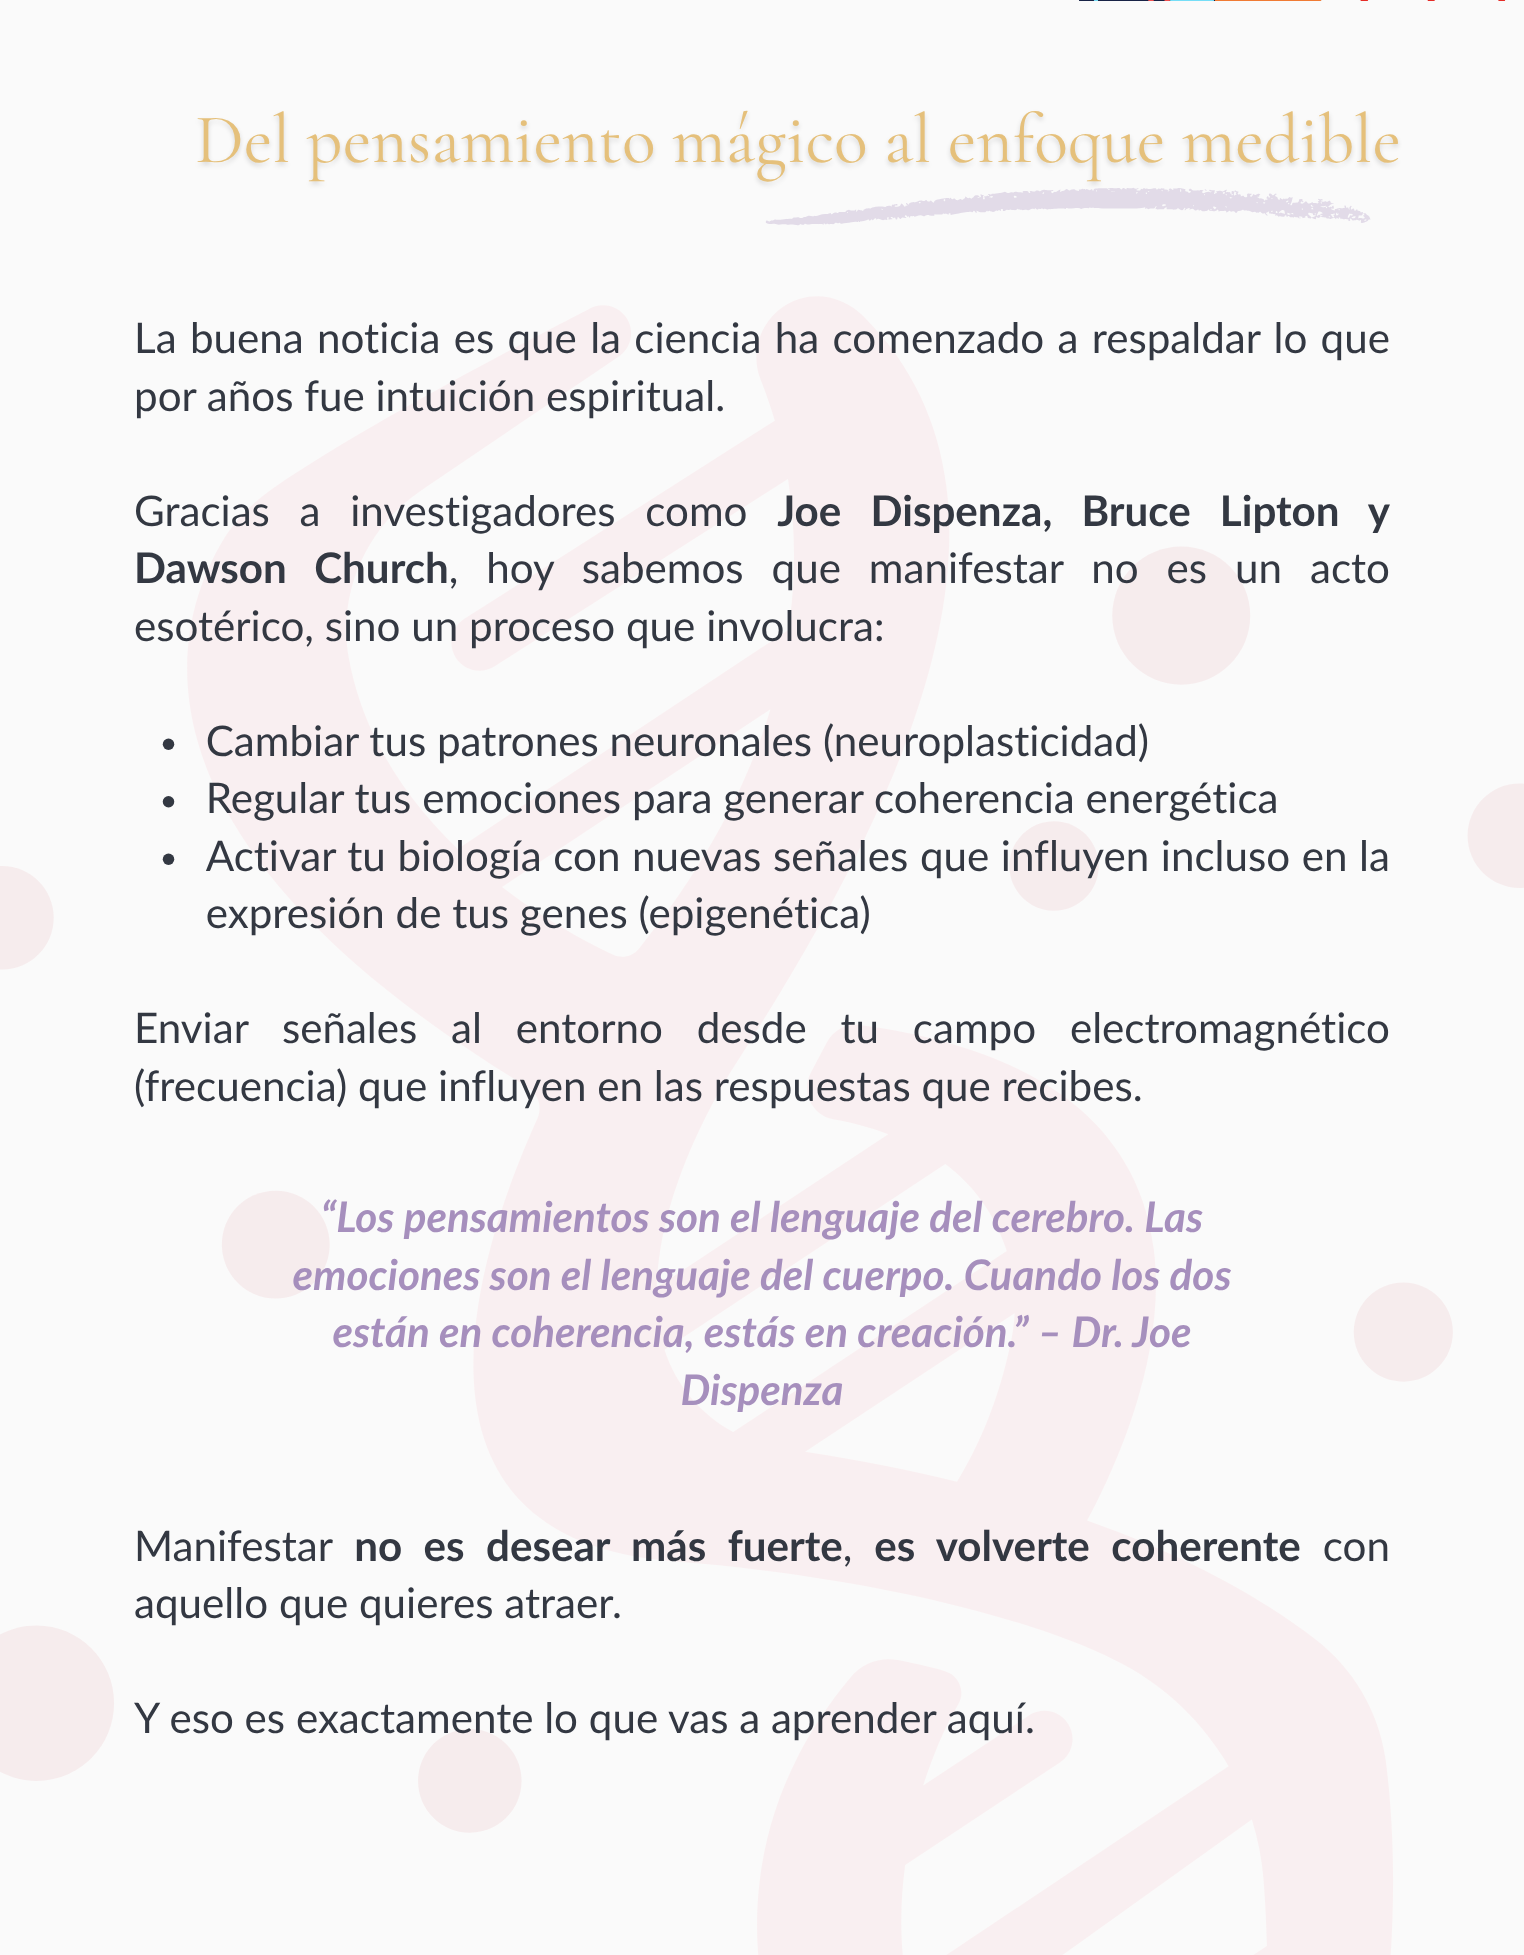 Del pensamiento mágico al enfoque medible
La buena noticia es que la ciencia ha comenzado a respaldar lo que
por años fue intuición espiritual.
Gracias a investigadores como Joe Dispenza, Bruce Lipton y
Dawson Church, hoy sabemos que manifestar no es un acto
esotérico, sino un proceso que involucra:
• Cambiar tus patrones neuronales (neuroplasticidad)
• Regular tus emociones para generar coherencia energética
• Activar tu biología con nuevas señales que influyen incluso en la
expresión de tus genes (epigenética)
Enviar señales al entorno desde tu campo electromagnético
(frecuencia) que influyen en las respuestas que recibes.
“Los pensamientos son el lenguaje del cerebro. Las
emociones son el lenguaje del cuerpo. Cuando los dos
están en coherencia, estás en creación.” – Dr. Joe
Dispenza
Manifestar no es desear más fuerte, es volverte coherente con
aquello que quieres atraer.
Y eso es exactamente lo que vas a aprender aquí.